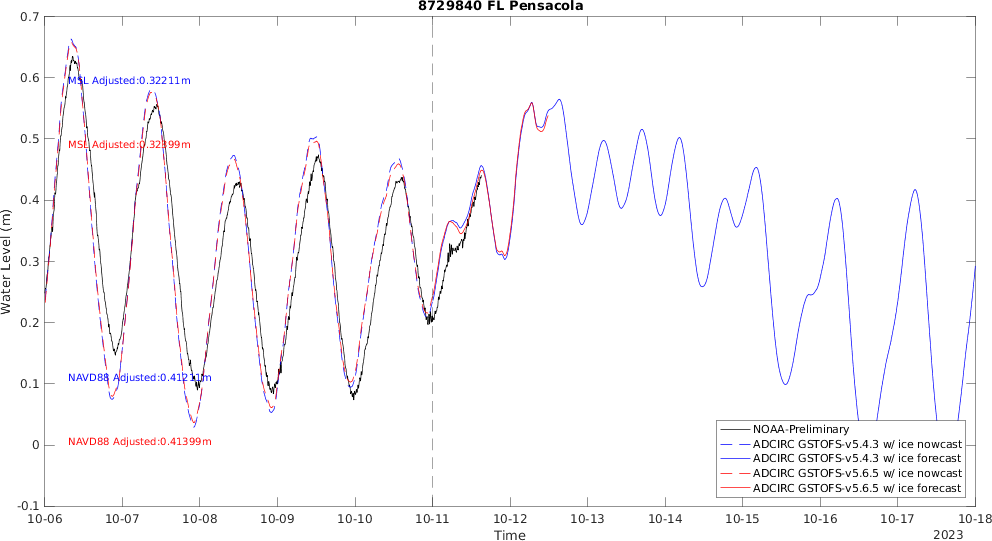 8729840 FL Pensacola
Water Level (m)
0.7
0.6
0.5
0.4
0.3
0.2
0.1
0
-0.1
MSL Adjusted:0.32211m
MSL Adjusted:0.32399m
NAVD88 Adjusted:0.41211m
NAVD88 Adjusted:0.41399m
NOAA-Preliminary
ADCIRC GSTOFS-v5.4.3 w/ ice nowcast
ADCIRC GSTOFS-v5.4.3 w/ ice forecast
ADCIRC GSTOFS-v5.6.5 w/ ice nowcast
ADCIRC GSTOFS-v5.6.5 w/ ice forecast
10-06 10-07 10-08 10-09 10-10 10-11 10-12 10-13 10-14 10-15 10-16 10-17 10-18
Time
2023